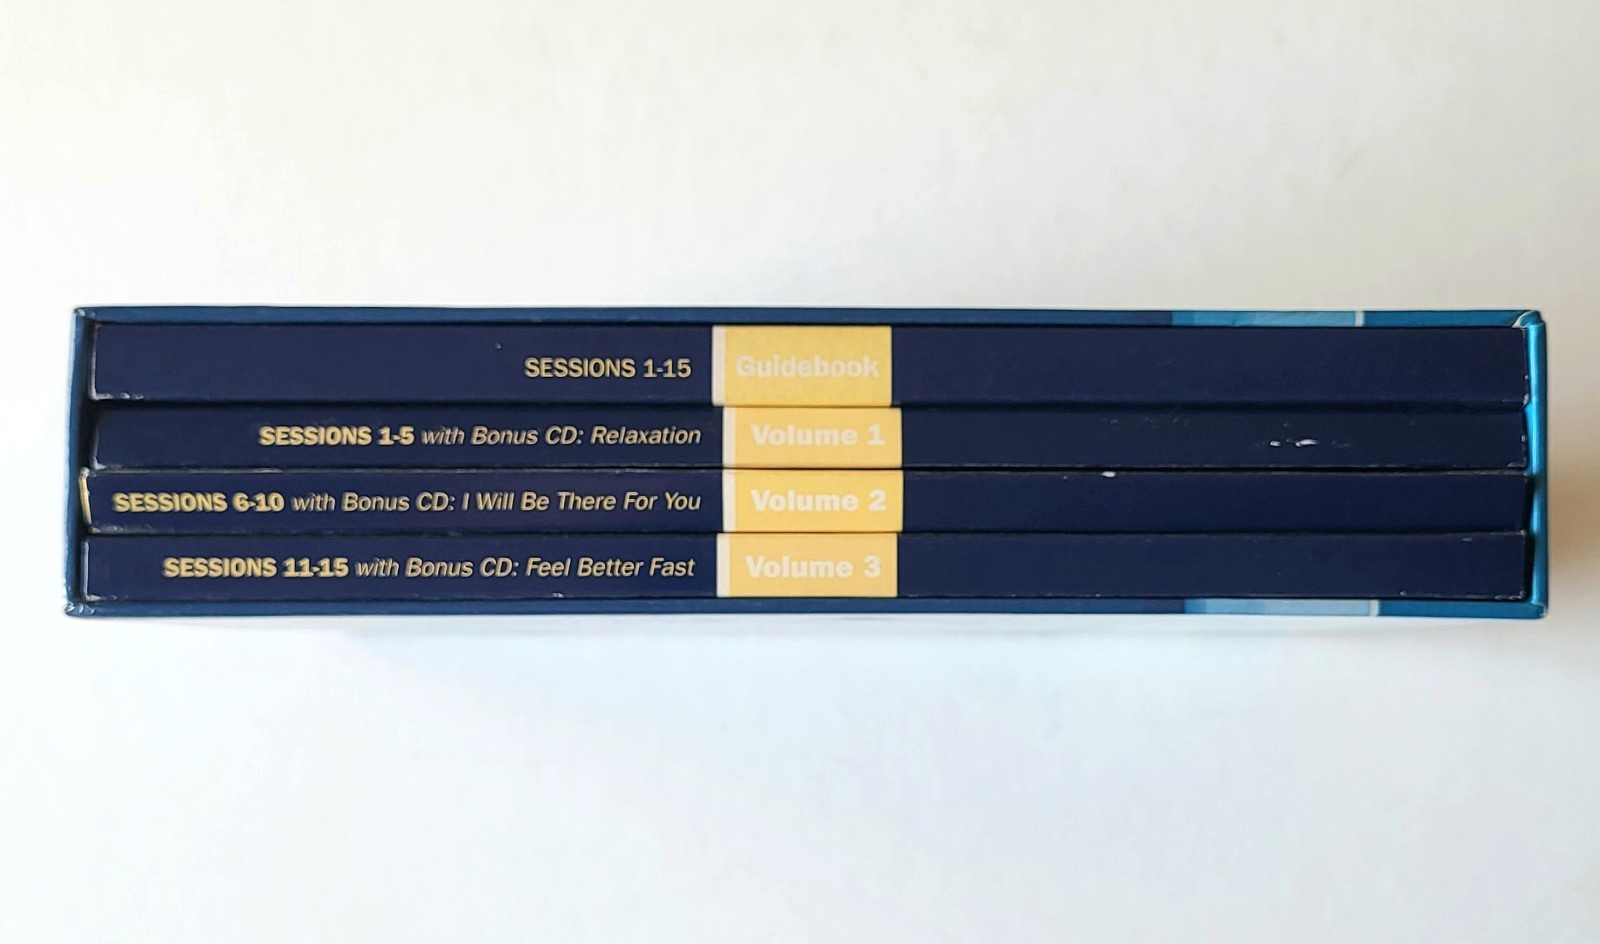 SESSIONS 1-15 Guidebook
SESSIONS 1-5 with Bonus CD: Relaxation Volume 1
SESSIONS 6-10 with Bonus CD: I Will Be There For You Volume 2
SESSIONS 11-15 with Bonus CD: Feel Better Fast Volume 3